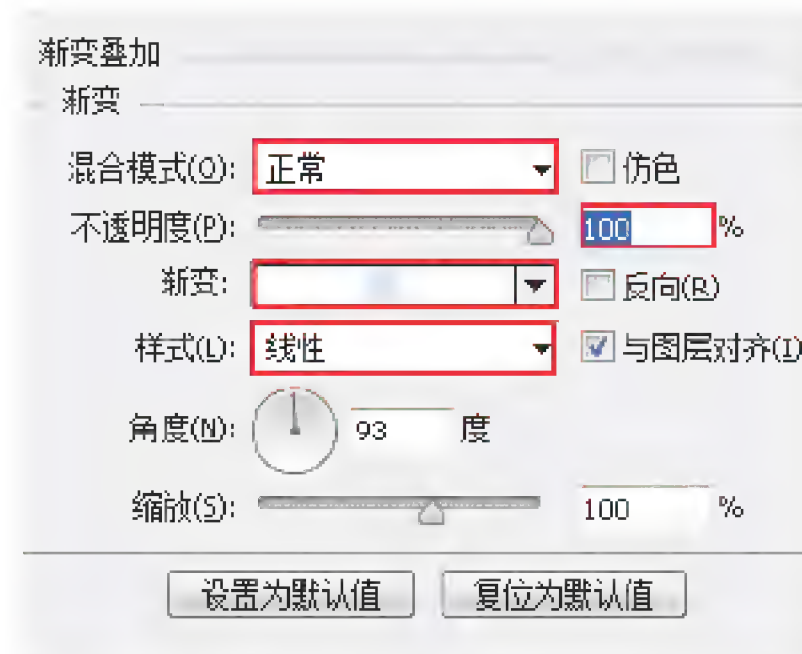 渐变叠加
渐变
混合模式(O): 正常 仿色
不透明度(P): 100 %
渐变: 反向(R)
样式(L): 线性 与图层对齐(I)
角度(N): 93 度
缩放(S): 100 %
设置为默认值 复位为默认值